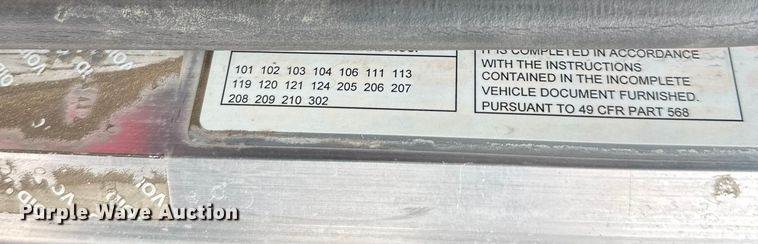 101 102 103 104 106 111 113
119 120 121 124 205 206 207
208 209 210 302
IT IS COMPLETED IN ACCORDANCE
WITH THE INSTRUCTIONS
CONTAINED IN THE INCOMPLETE
VEHICLE DOCUMENT FURNISHED.
PURSUANT TO 49 CFR PART 568
VOID
VOID
Purple Wave Auction